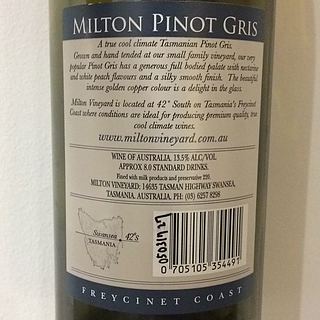 MILTON PINOT GRIS
A true cool climate Tasmanian Pinot Gris.
Grown and hand tended at our small family vineyard, our very
popular Pinot Gris has a generous full bodied palate with nectarine
and white peach flavours and a silky smooth finish. The beautiful
intense golden copper colour is a delight in the glass.
Milton Vineyard is located at 42° South on Tasmania's Freycinet
Coast where conditions are ideal for producing premium quality, true
cool climate wines.
www.miltonvineyard.com.au
WINE OF AUSTRALIA. 13.5% ALC/VOL.
APPROX 8.0 STANDARD DRINKS.
Fined with milk products and preservative 220.
MILTON VINEYARD: 14635 TASMAN HIGHWAY SWANSEA,
TASMANIA. AUSTRALIA. PH: (03) 6257 8298
Swansea
42°s
TASMANIA
0 705105 354491
FREYCINET COAST